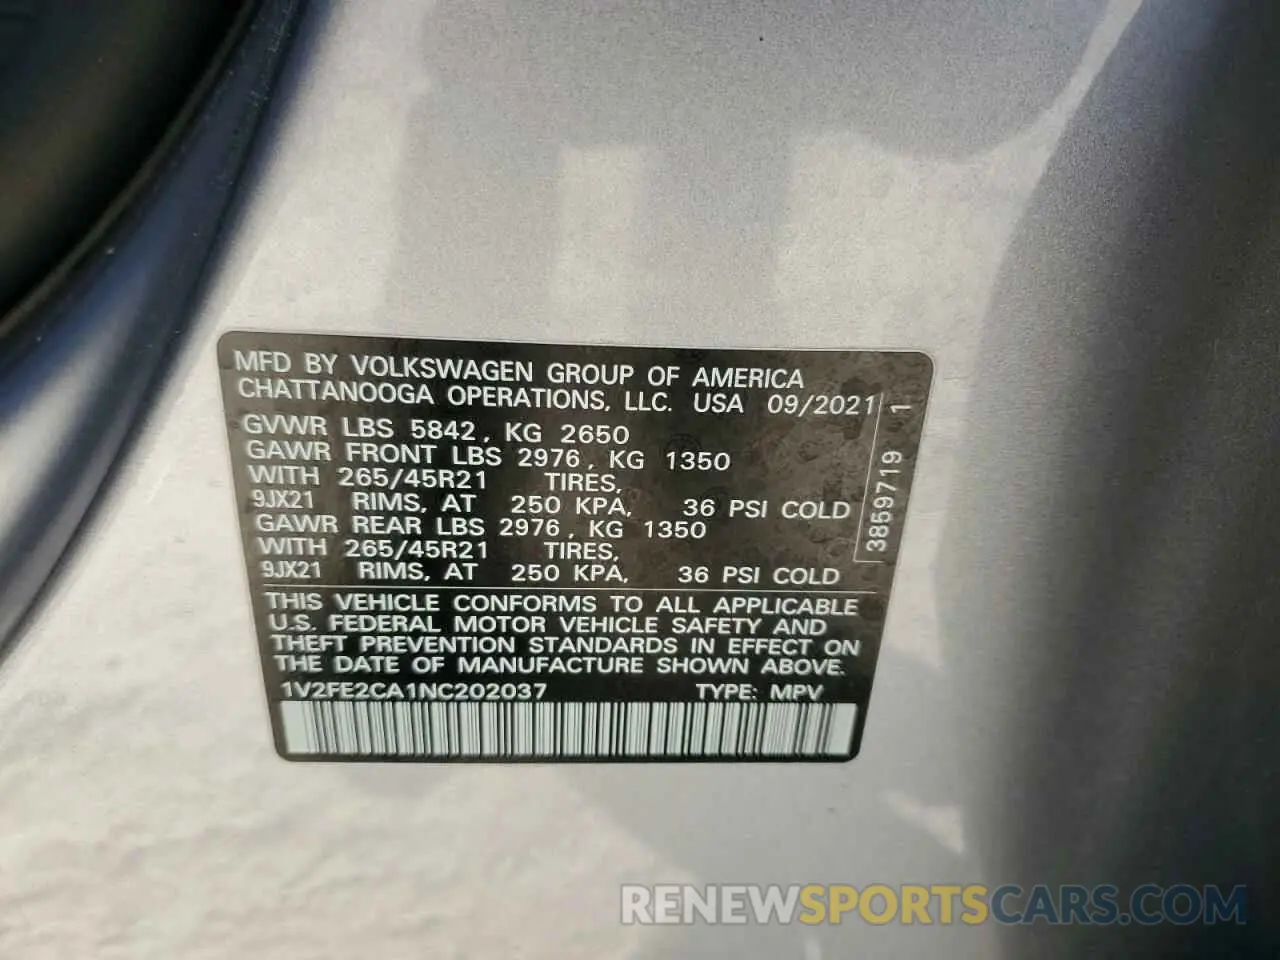 MFD BY VOLKSWAGEN GROUP OF AMERICA
CHATTANOOGA OPERATIONS, LLC. USA 09/2021
GVWR LBS 5842, KG 2650
GAWR FRONT LBS 2976, KG 1350
WITH 265/45R21 TIRES,
9JX21 RIMS, AT 250 KPA, 36 PSI COLD
GAWR REAR LBS 2976, KG 1350
WITH 265/45R21 TIRES,
9JX21 RIMS, AT 250 KPA, 36 PSI COLD
3859719 1
THIS VEHICLE CONFORMS TO ALL APPLICABLE
U.S. FEDERAL MOTOR VEHICLE SAFETY AND
THEFT PREVENTION STANDARDS IN EFFECT ON
THE DATE OF MANUFACTURE SHOWN ABOVE.
1V2FE2CA1NC202037 TYPE: MPV
RENEWSPORTSCARS.COM